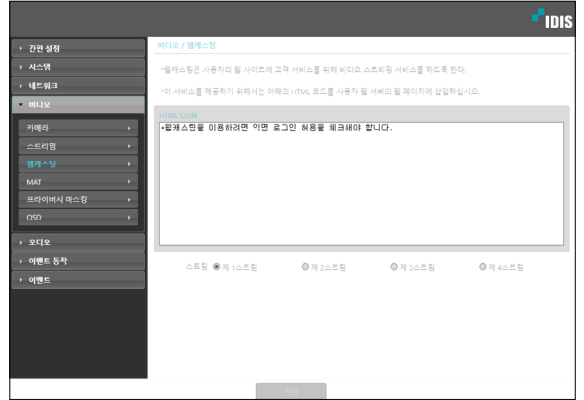 IDIS
간편 설정
시스템
네트워크
비디오
카메라
스트리밍
웹캐스팅
MAT
프라이버시 마스킹
OSD
오디오
이벤트 동작
이벤트
비디오 / 웹캐스팅
*웹캐스팅은 사용자의 웹 사이트에 고객 서비스를 위해 비디오 스트리밍 서비스를 하도록 한다.
*이 서비스를 제공하기 위해서는 아래의 HTML 코드를 사용자 웹 서버의 웹 페이지에 삽입하십시오.
HTML Code
*웹캐스팅을 이용하려면 익명 로그인 허용을 체크해야 합니다.
스트림 제 1스트림 제 2스트림 제 3스트림 제 4스트림
확인